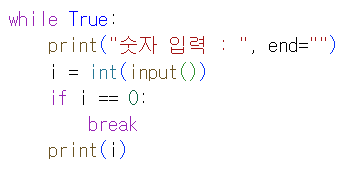 while True:
    print("숫자 입력 : ", end="")
    i = int(input())
    if i == 0:
        break
    print(i)